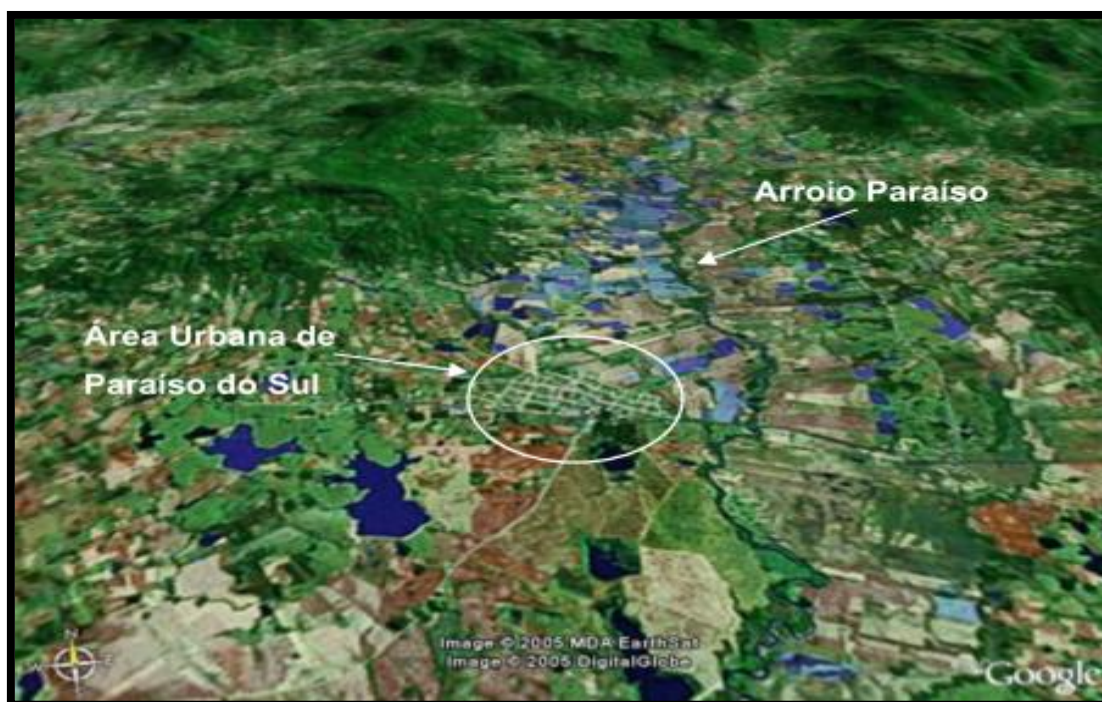 Arroio Paraíso
Área Urbana de
Paraíso do Sul
N
W
E
S
Image © 2005 MDA EarthSat
Image © 2005 DigitalGlobe
Google